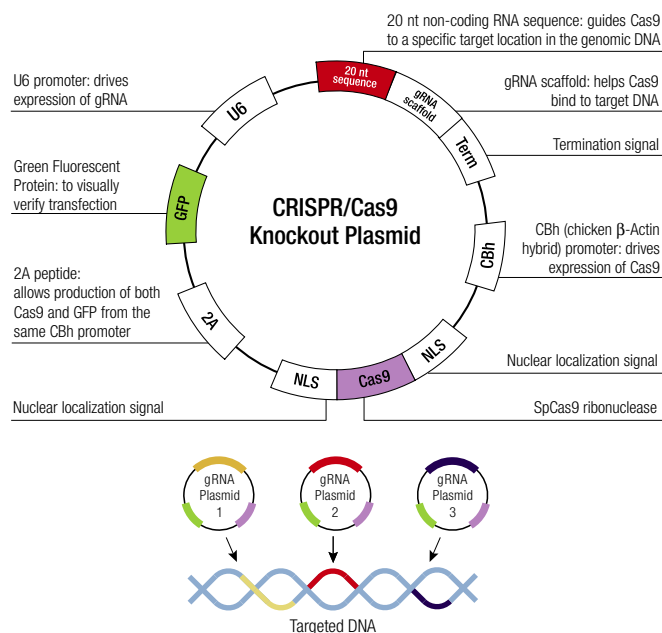 20 nt non-coding RNA sequence: guides Cas9
to a specific target location in the genomic DNA
U6 promoter: drives
expression of gRNA
gRNA scaffold: helps Cas9
bind to target DNA
Termination signal
Green Fluorescent
Protein: to visually
verify transfection
CBh (chicken β-Actin
hybrid) promoter: drives
expression of Cas9
2A peptide:
allows production of both
Cas9 and GFP from the
same CBh promoter
Nuclear localization signal
Nuclear localization signal
SpCas9 ribonuclease
20 nt
sequence
gRNA
scaffold
Term
CBh
NLS
Cas9
NLS
2A
GFP
U6
CRISPR/Cas9
Knockout Plasmid
gRNA
Plasmid
1
gRNA
Plasmid
2
gRNA
Plasmid
3
Targeted DNA